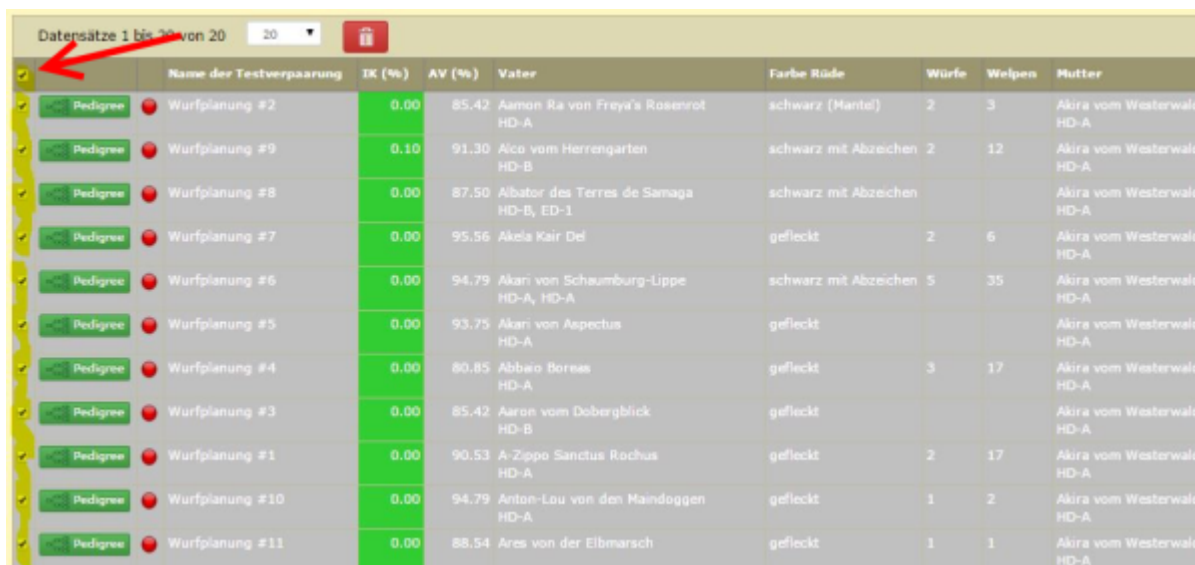 Datensätze 1 bis 20 von 20 20
Name der Testverpaarung IK (%) AV (%) Vater Farbe Rüde Würfe Welpen Mutter
Pedigree Wurfplanung #2 0.00 85.42 Aamon Ra von Freya's Rosenrot schwarz (Mantel) 2 3 Akira vom Westerwald
HD-A HD-A
Pedigree Wurfplanung #9 0.10 91.30 Alco vom Herrengarten schwarz mit Abzeichen 2 12 Akira vom Westerwald
HD-B HD-A
Pedigree Wurfplanung #8 0.00 87.50 Albator des Terres de Samaga schwarz mit Abzeichen Akira vom Westerwald
HD-B, ED-1 HD-A
Pedigree Wurfplanung #7 0.00 95.56 Akela Kair Del gefleckt 2 6 Akira vom Westerwald
HD-A
Pedigree Wurfplanung #6 0.00 94.79 Akari von Schaumburg-Lippe schwarz mit Abzeichen 5 35 Akira vom Westerwald
HD-A, HD-A HD-A
Pedigree Wurfplanung #5 0.00 93.75 Akari von Aspectus gefleckt Akira vom Westerwald
HD-A HD-A
Pedigree Wurfplanung #4 0.00 80.85 Abbaio Boreas gefleckt 3 17 Akira vom Westerwald
HD-A HD-A
Pedigree Wurfplanung #3 0.00 85.42 Aaron vom Dobergblick gefleckt Akira vom Westerwald
HD-B HD-A
Pedigree Wurfplanung #1 0.00 90.53 A-Zippo Sanctus Rochus gefleckt 2 17 Akira vom Westerwald
HD-A HD-A
Pedigree Wurfplanung #10 0.00 94.79 Anton-Lou von den Maindoggen gefleckt 1 2 Akira vom Westerwald
HD-A HD-A
Pedigree Wurfplanung #11 0.00 88.54 Ares von der Elbmarsch gefleckt 1 1 Akira vom Westerwald
HD-A